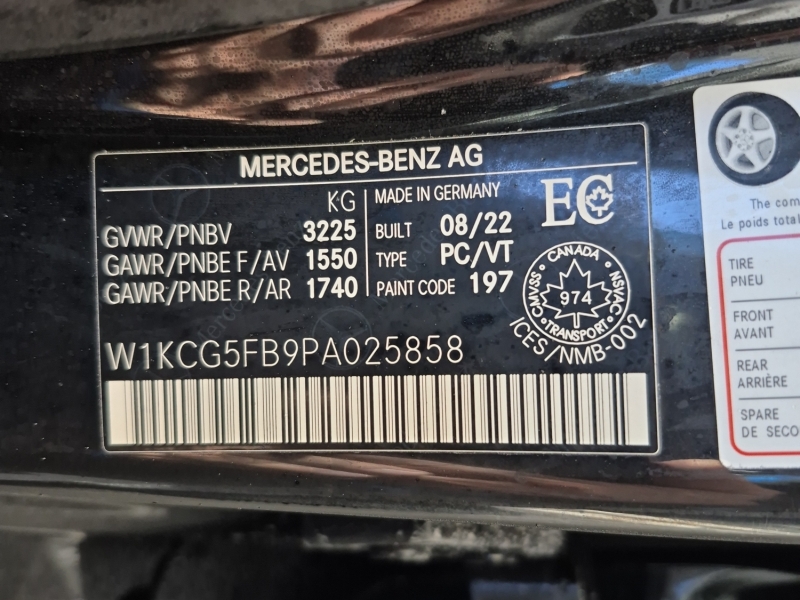 MERCEDES-BENZ AG
KG
GVWR/PNBV 3225
GAWR/PNBE F/AV 1550
GAWR/PNBE R/AR 1740
MADE IN GERMANY
BUILT 08/22
TYPE PC/VT
PAINT CODE 197
EC
CANADA
CMVSS
NSVAC
974
TRANSPORT
ICES/NMB-002
W1KCG5FB9PA025858
The com
Le poids total
TIRE
PNEU
FRONT
AVANT
REAR
ARRIÈRE
SPARE
DE SECO